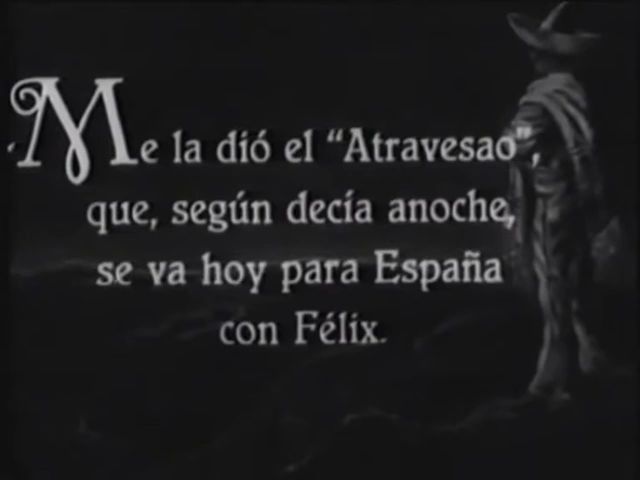 -Me la dió el “Atravesao”,
que, según decía anoche,
se va hoy para España
con Félix.